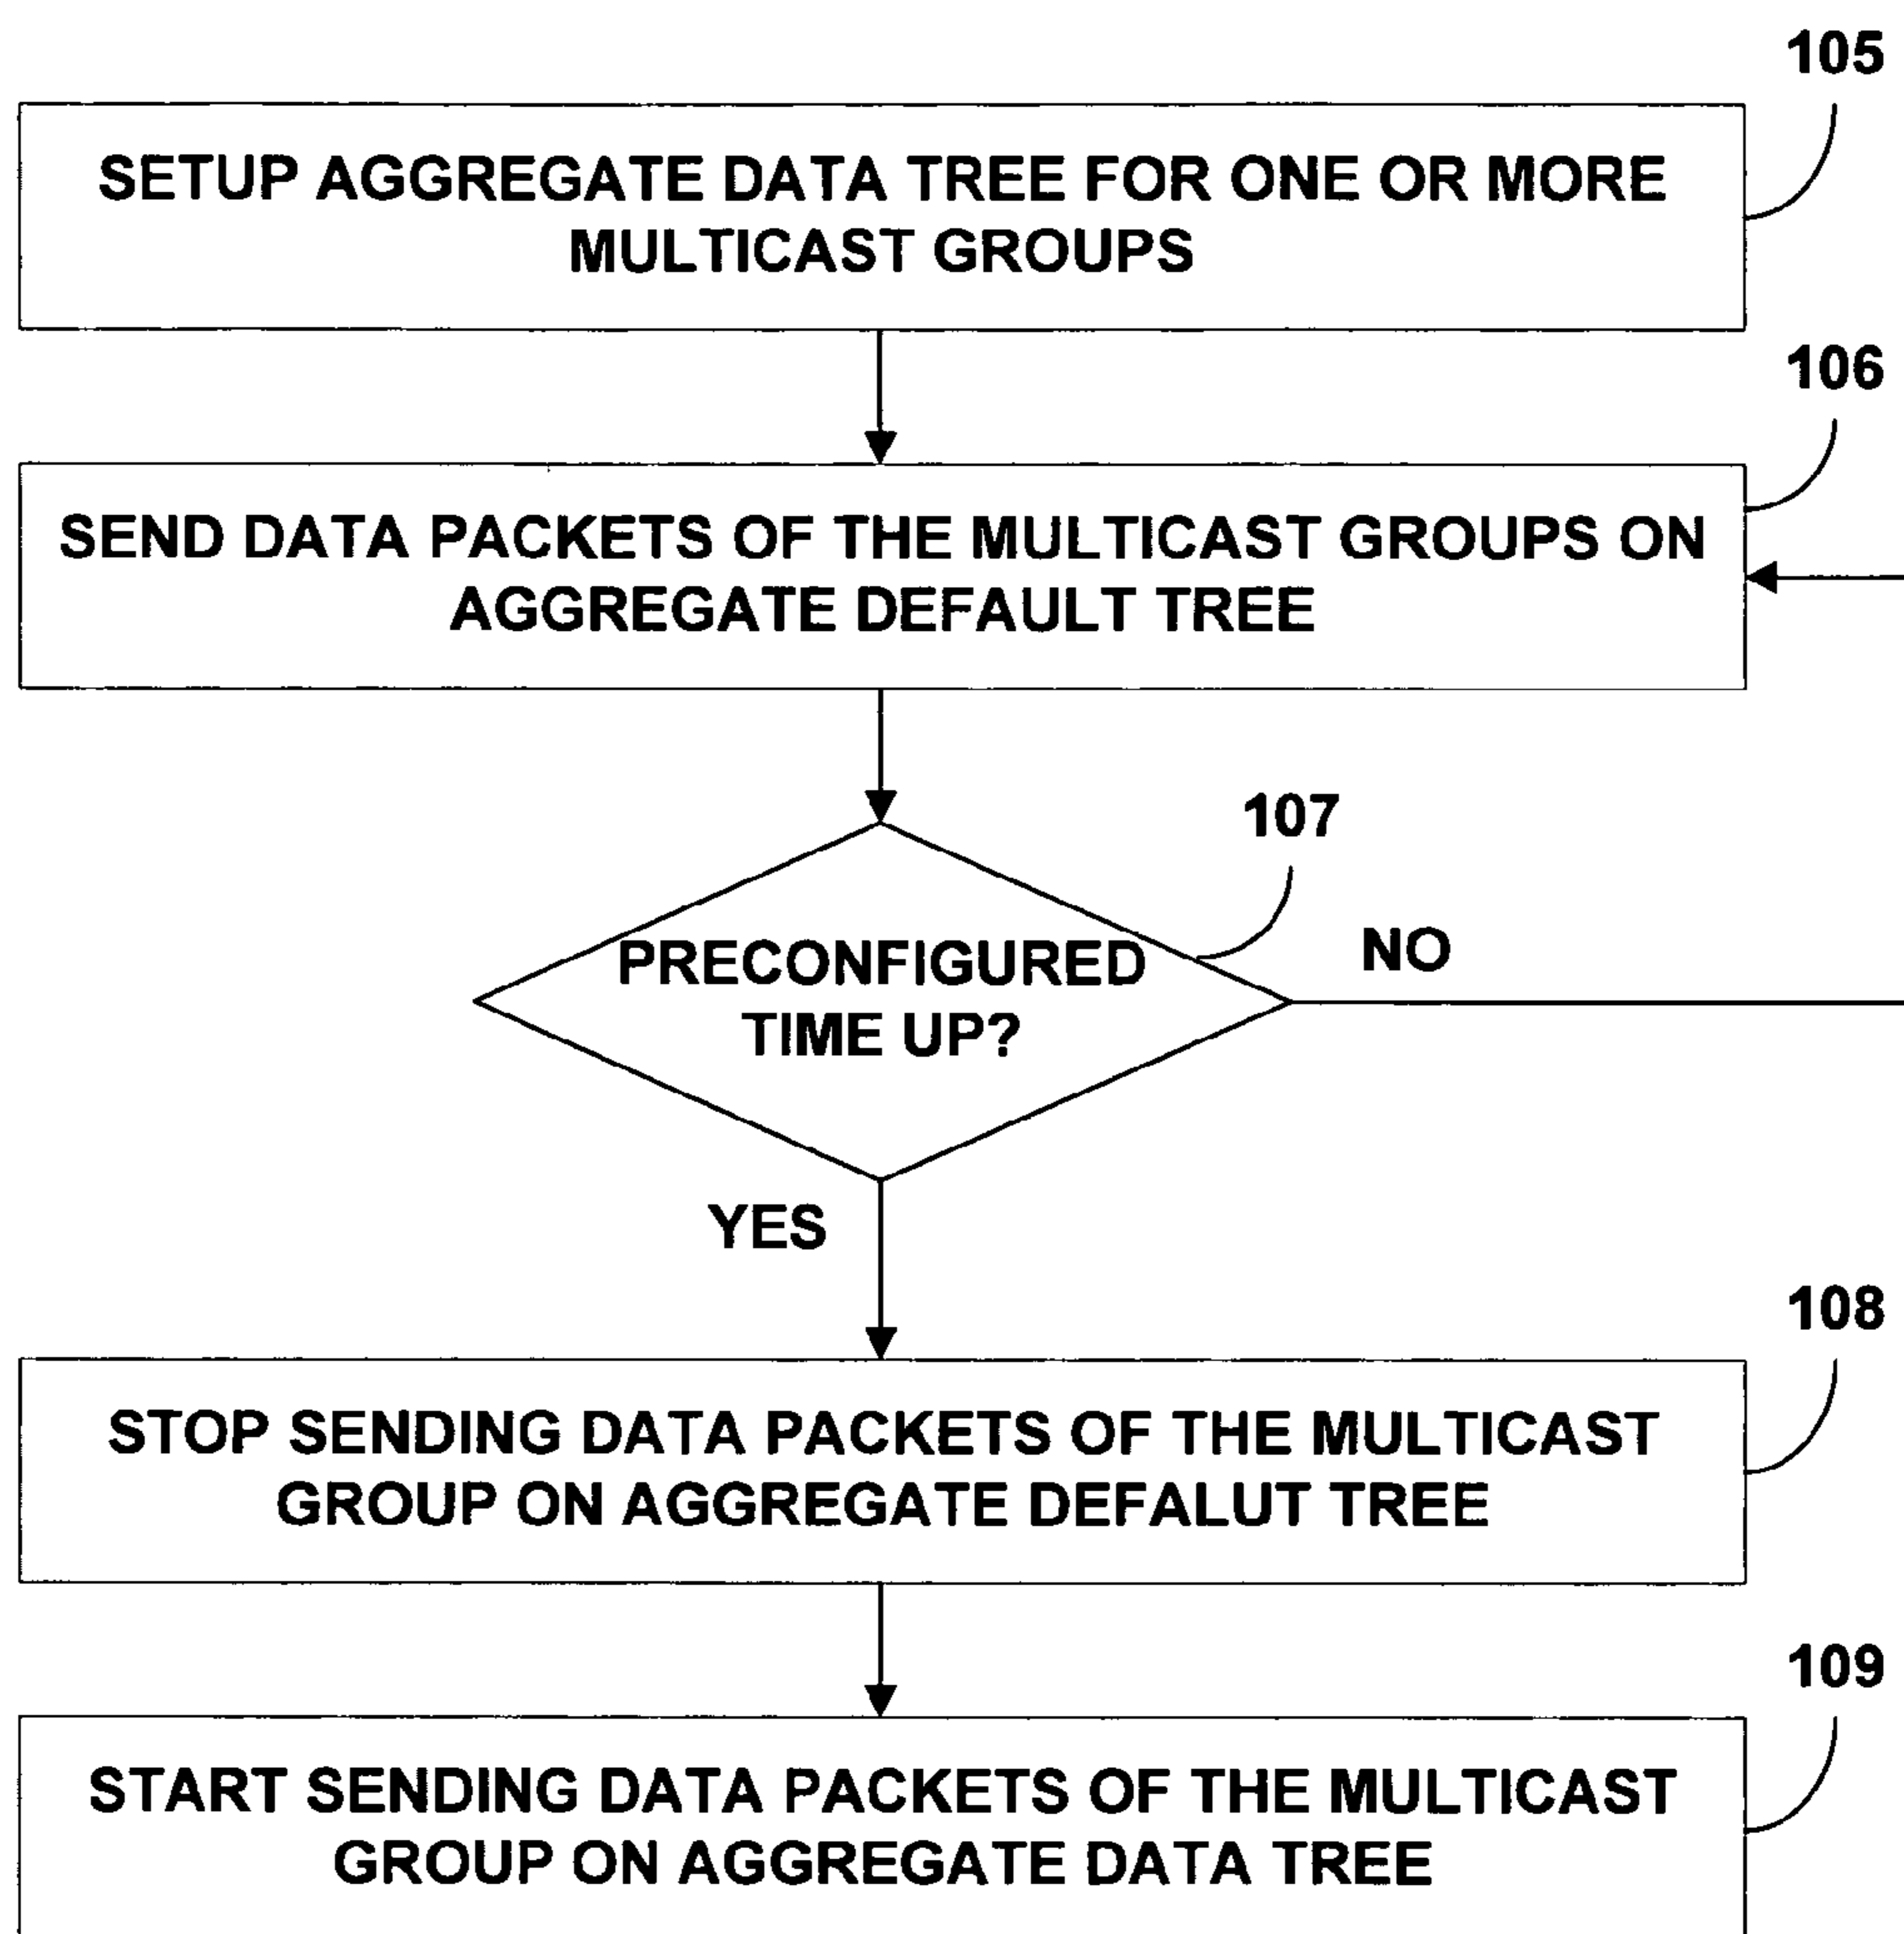 105
SETUP AGGREGATE DATA TREE FOR ONE OR MORE
MULTICAST GROUPS
106
SEND DATA PACKETS OF THE MULTICAST GROUPS ON
AGGREGATE DEFAULT TREE
107
PRECONFIGURED
TIME UP?
NO
YES
108
STOP SENDING DATA PACKETS OF THE MULTICAST
GROUP ON AGGREGATE DEFALUT TREE
109
START SENDING DATA PACKETS OF THE MULTICAST
GROUP ON AGGREGATE DATA TREE